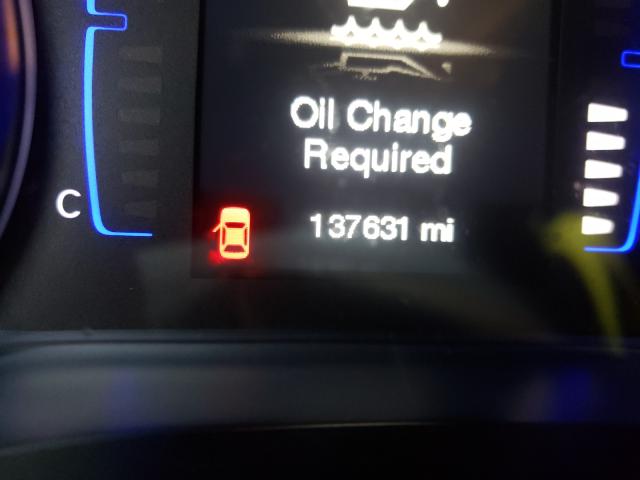 Oil Change
Required
C
137631 mi